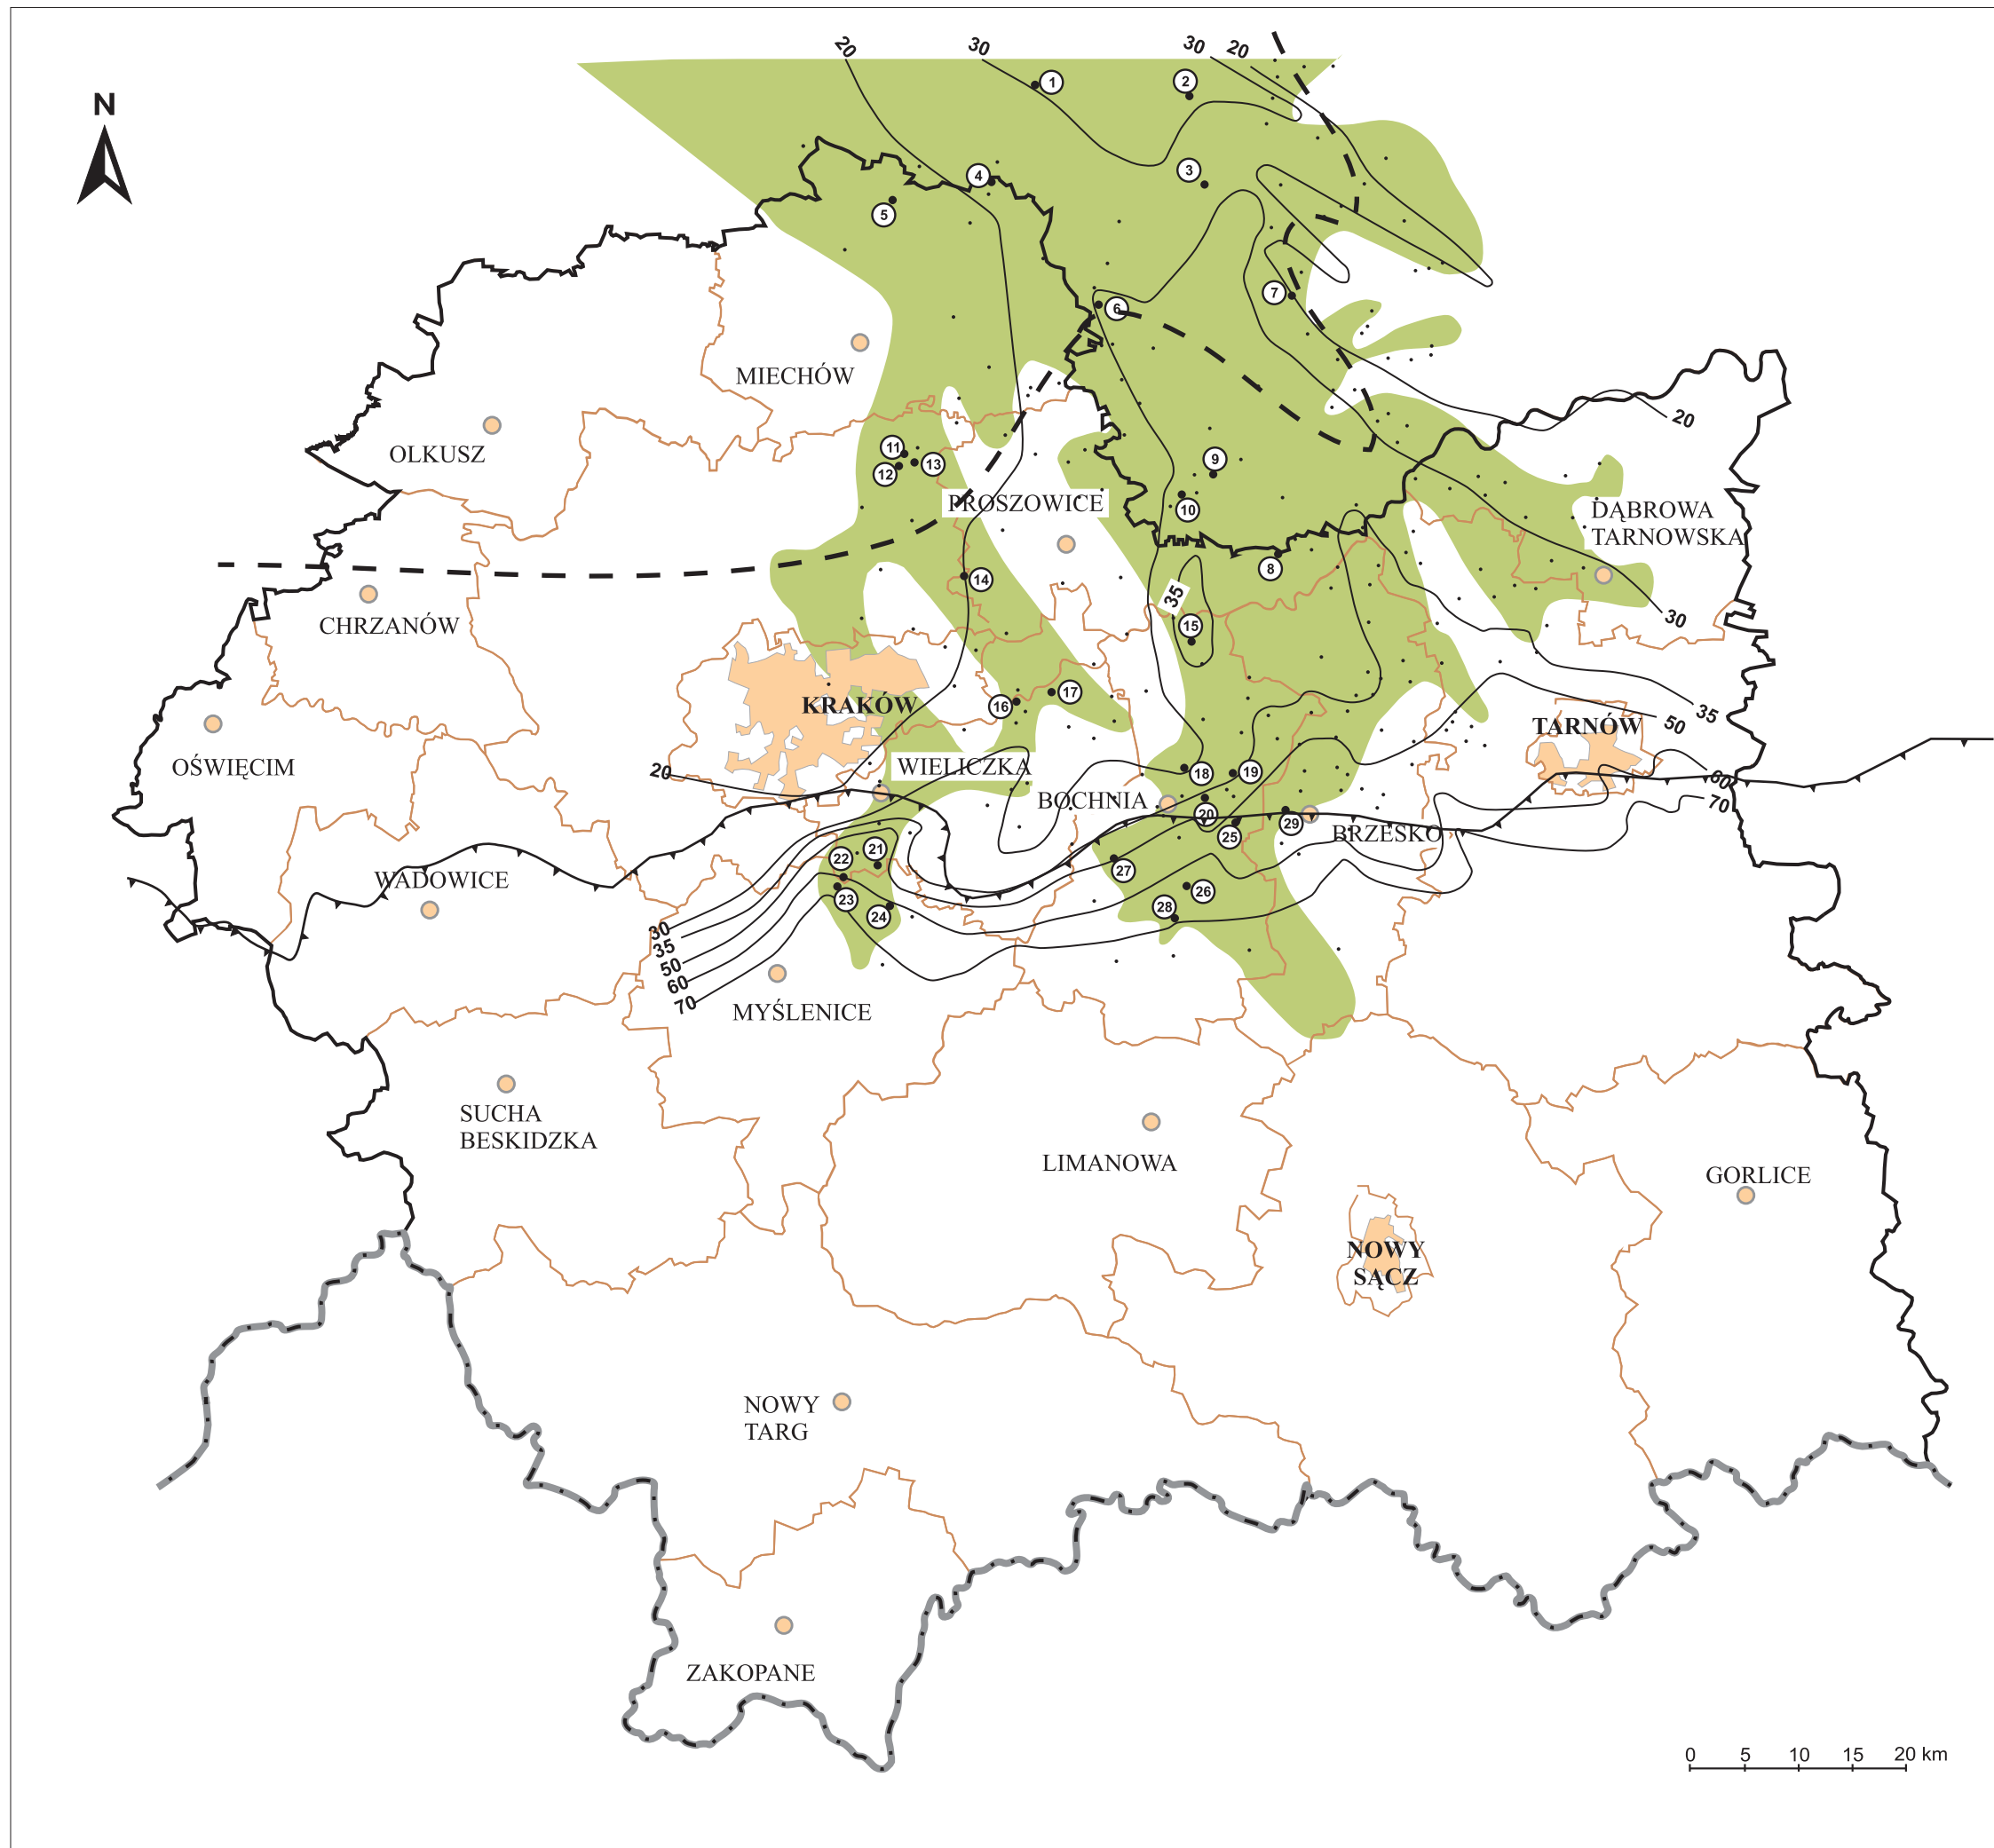 20
30
30
20
N
1
2
3
4
5
6
7
MIECHÓW
OLKUSZ
20
11
12
13
9
10
PROSZOWICE
DĄBROWA
TARNOWSKA
8
14
CHRZANÓW
35
30
15
16
17
KRAKÓW
35
50
TARNÓW
OŚWIĘCIM
20
WIELICZKA
18
19
60
70
BOCHNIA
20
25
29
BRZESKO
22
21
27
WADOWICE
23
24
26
28
30
35
50
60
70
MYŚLENICE
SUCHA
BESKIDZKA
LIMANOWA
GORLICE
NOWY
SĄCZ
NOWY
TARG
ZAKOPANE
0 5 10 15 20 km